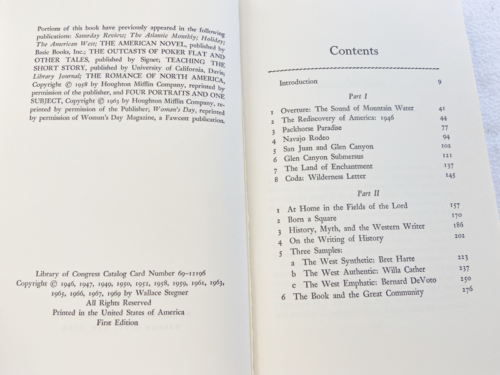 Portions of this book have previously appeared in the following
publications: Saturday Review; The Atlantic Monthly; Holiday;
The American West; THE AMERICAN NOVEL, published by
Basic Books, Inc.; THE OUTCASTS OF POKER FLAT AND
OTHER TALES, published by Signet; TEACHING THE
SHORT STORY, published by University of California, Davis;
Library Journal; THE ROMANCE OF NORTH AMERICA,
Copyright © 1958 by Houghton Mifflin Company, reprinted by
permission of the publisher, and FOUR PORTRAITS AND ONE
SUBJECT, Copyright © 1963 by Houghton Mifflin Company, re-
printed by permission of the Publisher; Woman's Day, reprinted
by permission of Woman's Day Magazine, a Fawcett publication.
Library of Congress Catalog Card Number 69-12196
Copyright © 1946, 1947, 1949, 1950, 1952, 1958, 1959, 1961, 1963,
1965, 1966, 1967, 1969 by Wallace Stegner
All Rights Reserved
Printed in the United States of America
First Edition
Contents
Introduction 9
Part I
1 Overture: The Sound of Mountain Water 41
2 The Rediscovery of America: 1946 44
3 Packhorse Paradise 77
4 Navajo Rodeo 94
5 San Juan and Glen Canyon 102
6 Glen Canyon Submersus 121
7 The Land of Enchantment 137
8 Coda: Wilderness Letter 145
Part II
1 At Home in the Fields of the Lord 157
2 Born a Square 170
3 History, Myth, and the Western Writer 186
4 On the Writing of History 202
5 Three Samples:
a The West Synthetic: Bret Harte 223
b The West Authentic: Willa Cather 237
c The West Emphatic: Bernard DeVoto 250
6 The Book and the Great Community 276